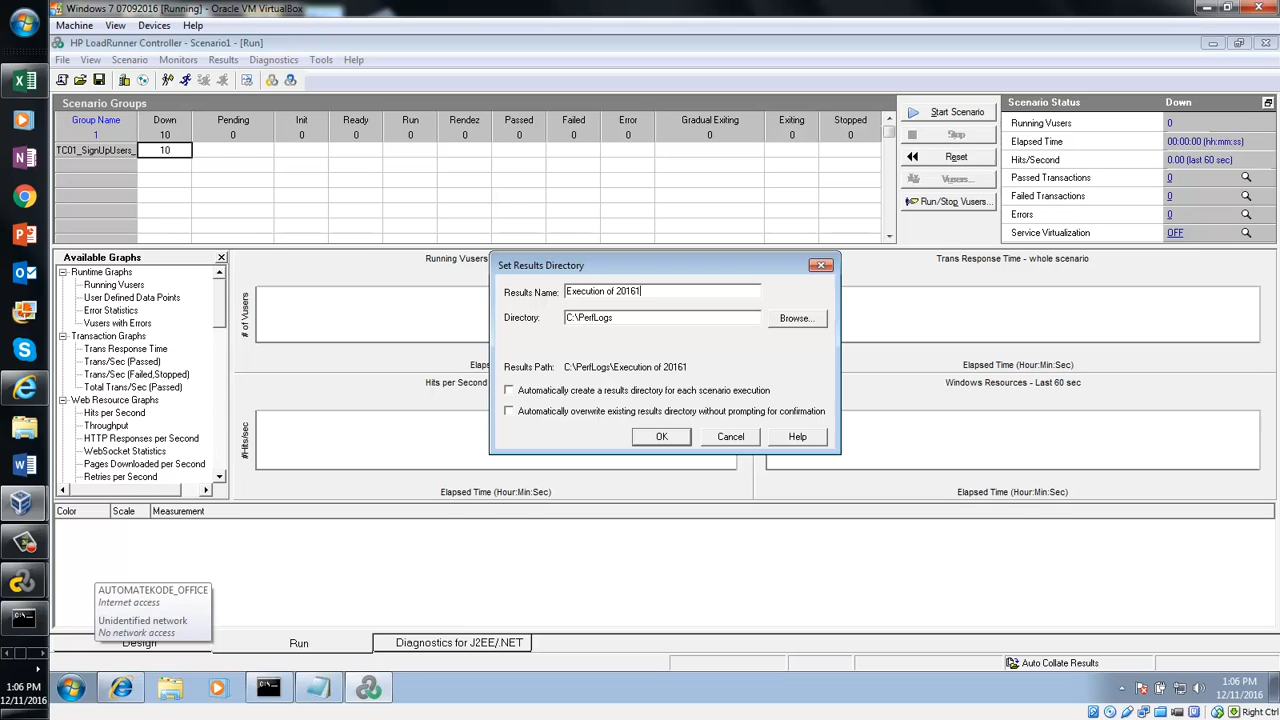 Windows 7 07092016 [Running] - Oracle VM VirtualBox
Machine View Devices Help
HP LoadRunner Controller - Scenario1 - [Run]
File View Scenario Monitors Results Diagnostics Tools Help
Scenario Groups
Group Name Down Pending Init Ready Run Rendez Passed Failed Error Gradual Exiting Exiting Stopped
1 10 0 0 0 0 0 0 0 0 0 0 0
TC01_SignUpUsers_ 10
Start Scenario
Stop
Reset
Vusers...
Run/Stop Vusers...
Scenario Status Down
Running Vusers 0
Elapsed Time 00:00:00 (hh:mm:ss)
Hits/Second 0.00 (last 60 sec)
Passed Transactions 0
Failed Transactions 0
Errors 0
Service Virtualization OFF
Available Graphs
Runtime Graphs
Running Vusers
User Defined Data Points
Error Statistics
Vusers with Errors
Transaction Graphs
Trans Response Time
Trans/Sec (Passed)
Trans/Sec (Failed,Stopped)
Total Trans/Sec (Passed)
Web Resource Graphs
Hits per Second
Throughput
HTTP Responses per Second
WebSocket Statistics
Pages Downloaded per Second
Retries per Second
Running Vusers
# of Vusers
Elapse
Hits per Second
#Hits/sec
Elapsed Time (Hour:Min:Sec)
Trans Response Time - whole scenario
Elapsed Time (Hour:Min:Sec)
Windows Resources - Last 60 sec
Elapsed Time (Hour:Min:Sec)
Set Results Directory
Results Name: Execution of 20161
Directory: C:\PerfLogs Browse...
Results Path: C:\PerfLogs\Execution of 20161
Automatically create a results directory for each scenario execution
Automatically overwrite existing results directory without prompting for confirmation
OK Cancel Help
Color Scale Measurement
AUTOMATEKODE_OFFICE
Internet access
Unidentified network
No network access
Design Run Diagnostics for J2EE/.NET
Auto Collate Results
1:06 PM
12/11/2016
1:06 PM
12/11/2016
Right Ctrl